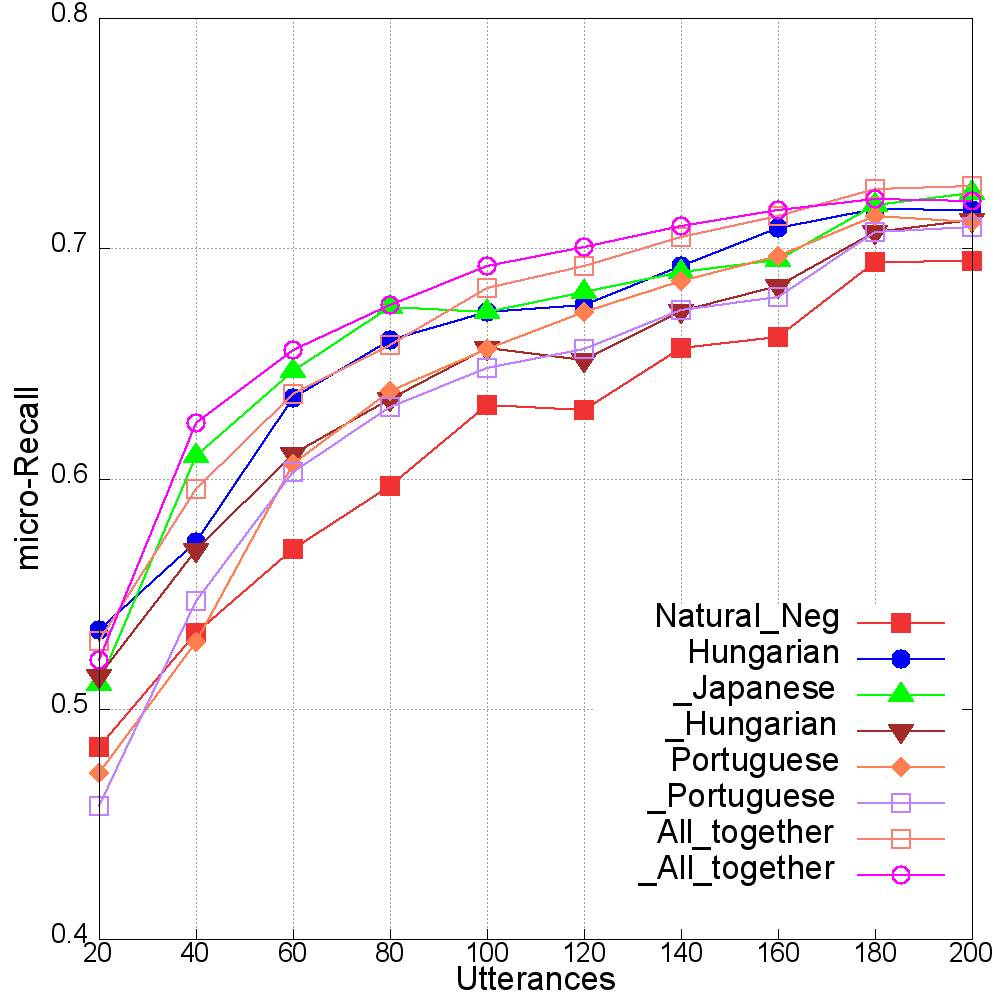 0.8
0.7
0.6
0.5
0.4
micro-Recall
Natural_Neg
Hungarian
_Japanese
_Hungarian
Portuguese
_Portuguese
All_together
_All_together
20 40 60 80 100 120 140 160 180 200
Utterances